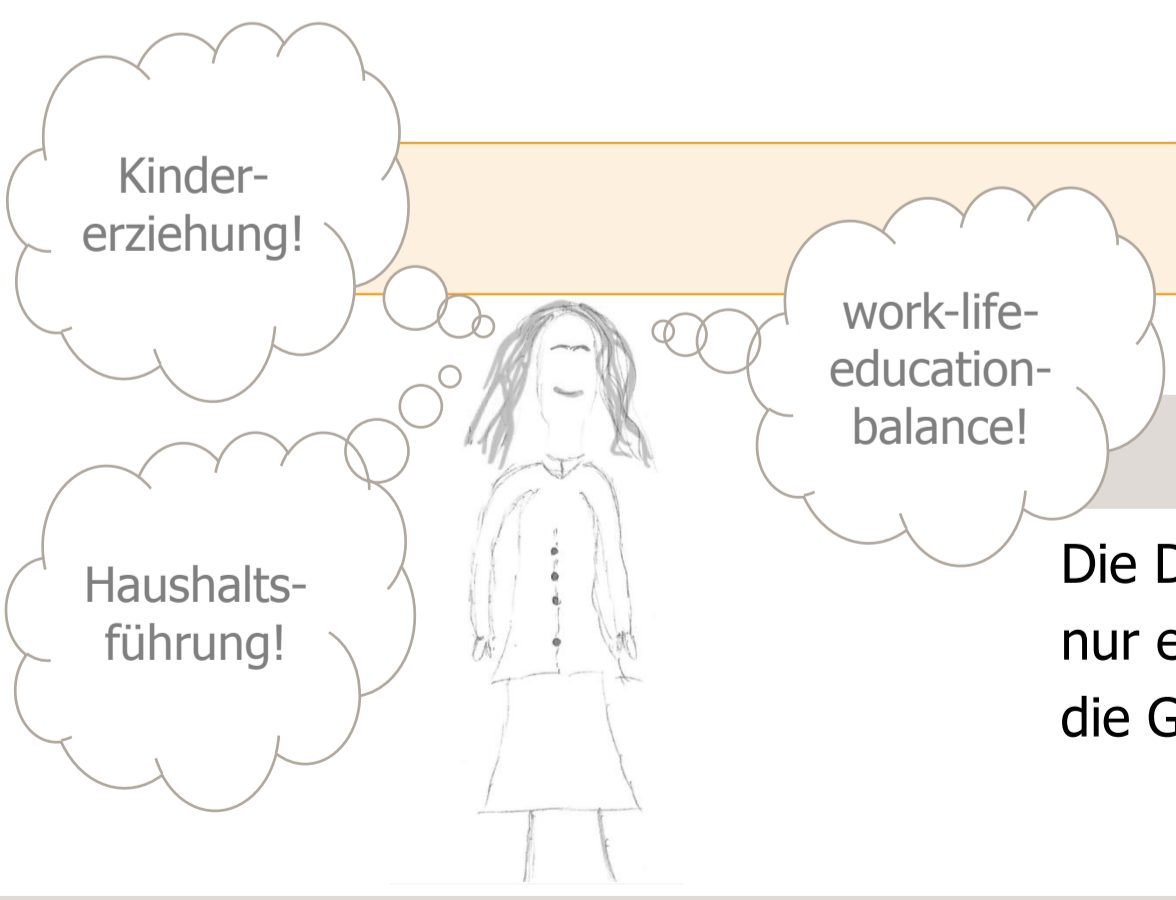 Kinder-
erziehung!
work-life-
education-
balance!
Haushalts-
führung!
Die
nur
die